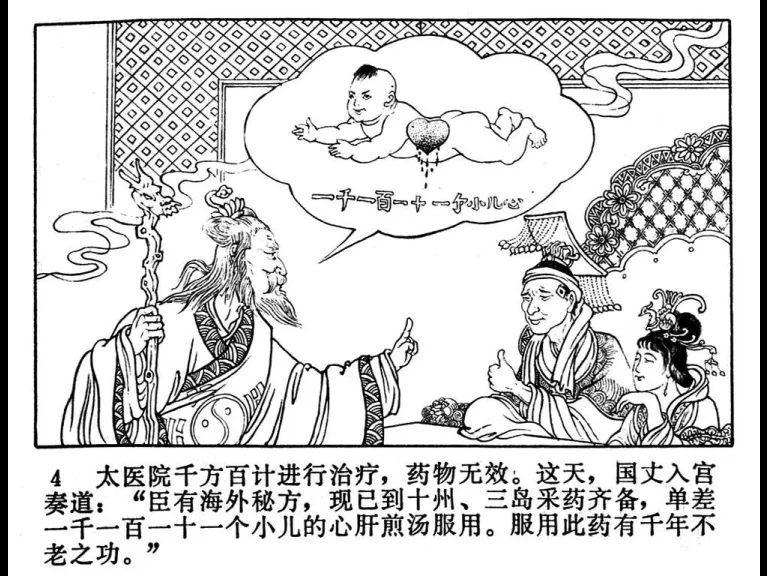 一千一百一十一个小儿心
4 太医院千方百计进行治疗，药物无效。这天，国丈入宫
奏道：“臣有海外秘方，现已到十州、三岛采药齐备，单差
一千一百一十一个小儿的心肝煎汤服用。服用此药有千年不
老之功。”